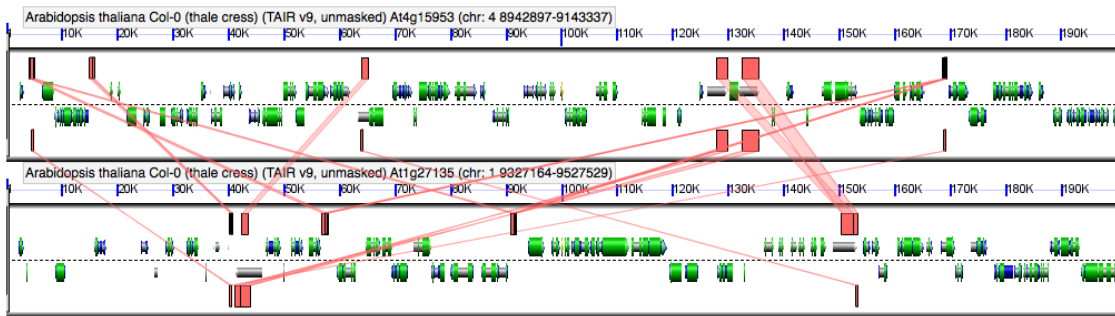 Arabidopsis thaliana Col-0 (thale cress) (TAIR v9, unmasked) At4g15953 (chr: 4 8942897-9143337)
10K 20K 30K 40K 50K 60K 70K 80K 90K 100K 110K 120K 130K 140K 150K 160K 170K 180K 190K
Arabidopsis thaliana Col-0 (thale cress) (TAIR v9, unmasked) At1g27135 (chr: 1 9327164-9527529)
10K 20K 30K 40K 50K 60K 70K 80K 90K 100K 110K 120K 130K 140K 150K 160K 170K 180K 190K